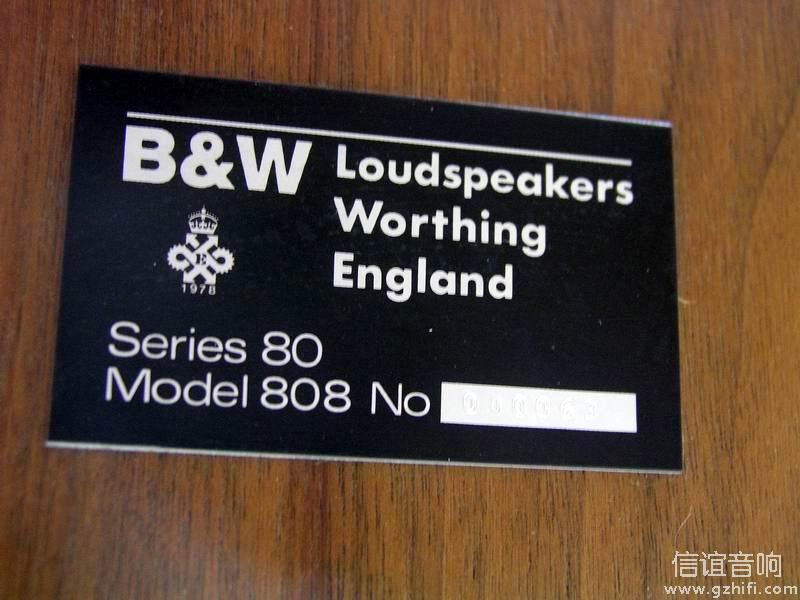 B&W Loudspeakers
Worthing
England
E
1978
Series 80
Model 808 No
信谊音响
www.gzhifi.com